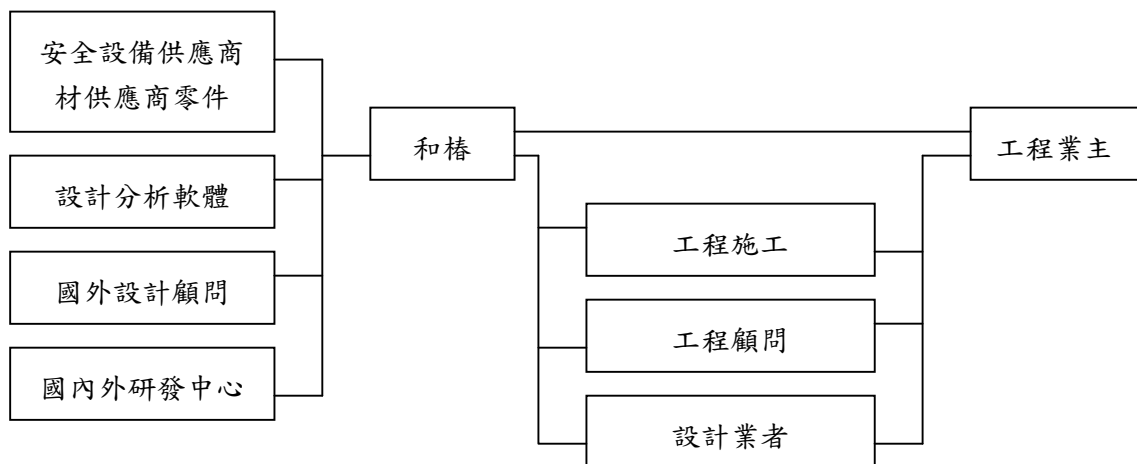 安全設備供應商
材供應商零件
和椿
工程業主
設計分析軟體
工程施工
國外設計顧問
工程顧問
國內外研發中心
設計業者